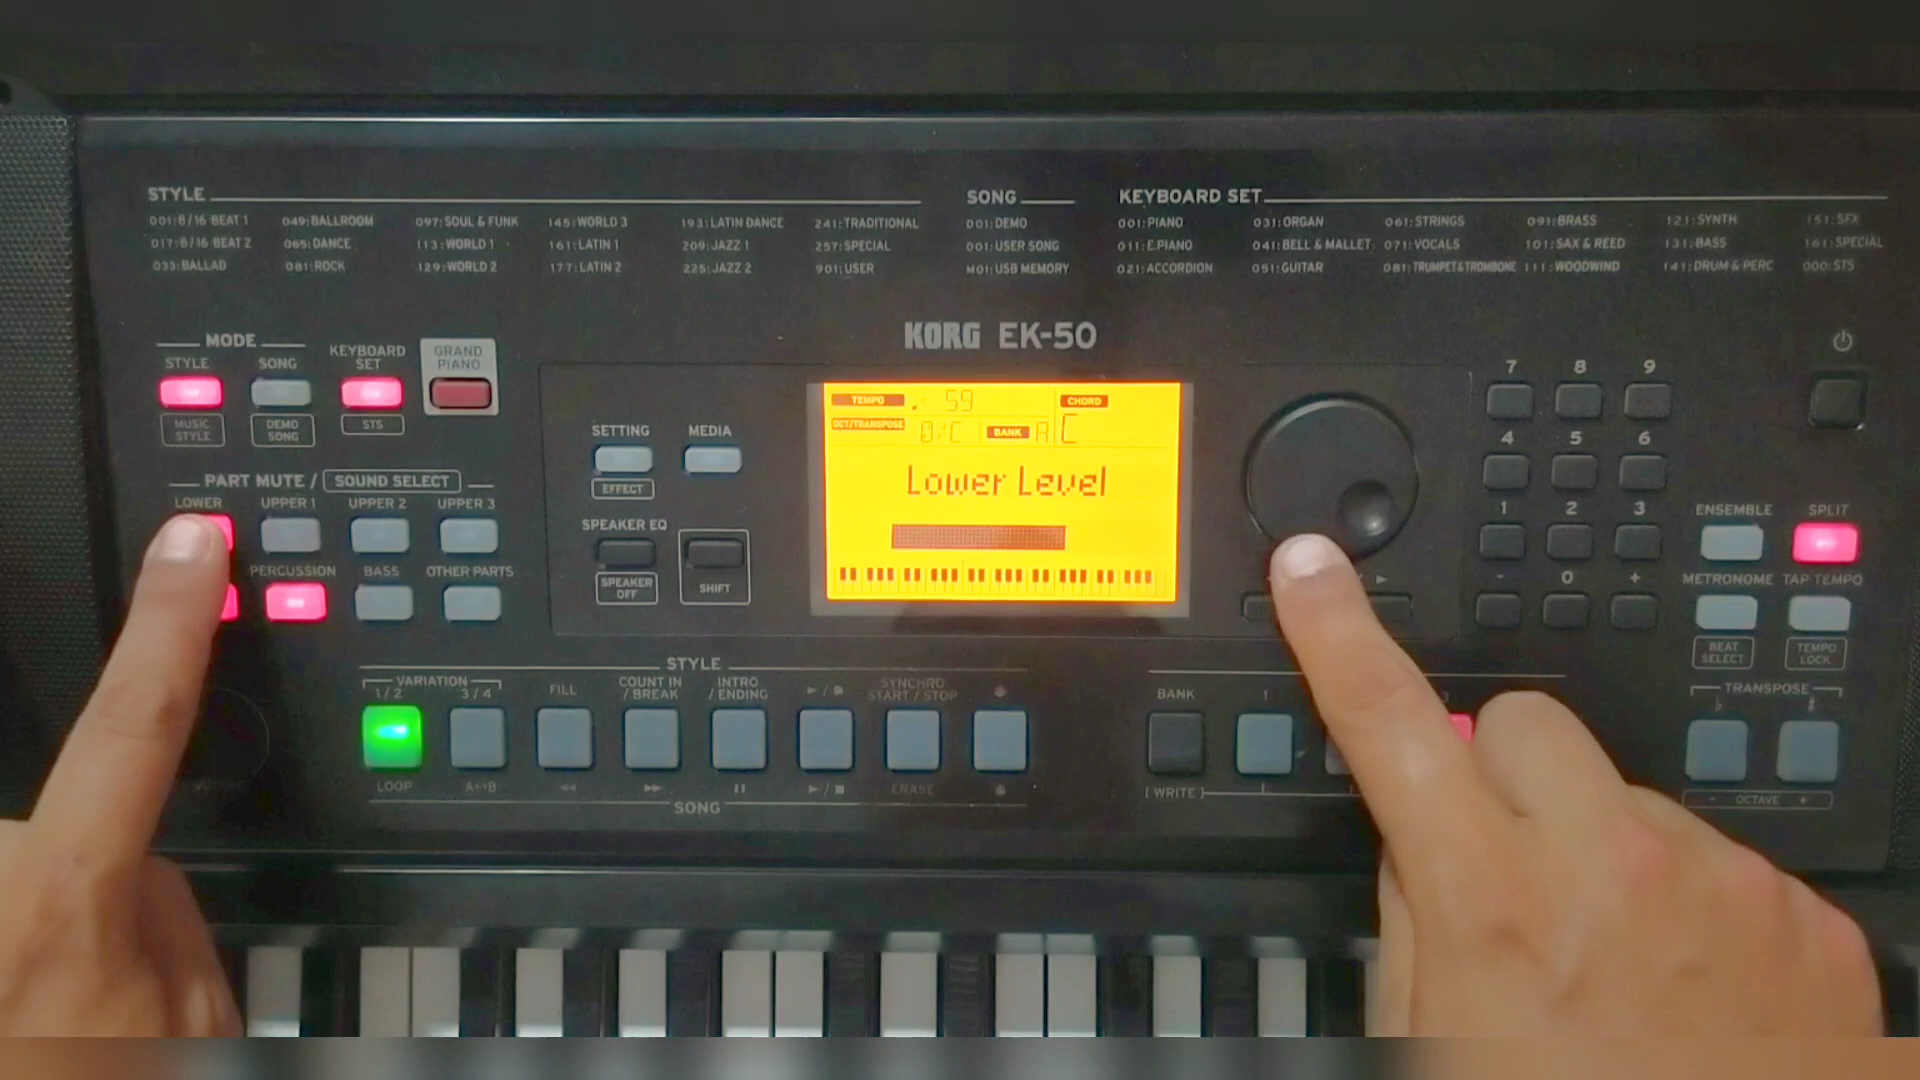 STYLE
001:8/16 BEAT 1 049:BALLROOM 097:SOUL & FUNK 145:WORLD 3 193:LATIN DANCE 241:TRADITIONAL
017:8/16 BEAT 2 065:DANCE 113:WORLD 1 161:LATIN 1 209:JAZZ 1 257:SPECIAL
033:BALLAD 081:ROCK 129:WORLD 2 177:LATIN 2 225:JAZZ 2 901:USER
SONG
001:DEMO
001:USER SONG
M01:USB MEMORY
KEYBOARD SET
001:PIANO 031:ORGAN 061:STRINGS 091:BRASS 121:SYNTH 151:SFX
011:E.PIANO 041:BELL & MALLET 071:VOCALS 101:SAX & REED 131:BASS 161:SPECIAL
021:ACCORDION 051:GUITAR 081:TRUMPET&TROMBONE 111:WOODWIND 141:DRUM & PERC 000:STS
KORG EK-50
MODE
STYLE SONG KEYBOARD SET GRAND PIANO
MUSIC STYLE DEMO SONG STS
PART MUTE / SOUND SELECT
LOWER UPPER 1 UPPER 2 UPPER 3
PERCUSSION BASS OTHER PARTS
SETTING MEDIA
EFFECT
SPEAKER EQ
SPEAKER OFF SHIFT
TEMPO ♩= 59 CHORD
OCT/TRANSPOSE 0/C BANK A C
Lower Level
7 8 9
4 5 6
1 2 3
- 0 +
ENSEMBLE SPLIT
METRONOME TAP TEMPO
BEAT SELECT TEMPO LOCK
TRANSPOSE
♭ ♯
- OCTAVE +
STYLE
VARIATION
1/2 3/4 FILL COUNT IN / BREAK INTRO / ENDING SYNCHRO START / STOP
LOOP A↔B ERASE
SONG
BANK 1 3
[WRITE]